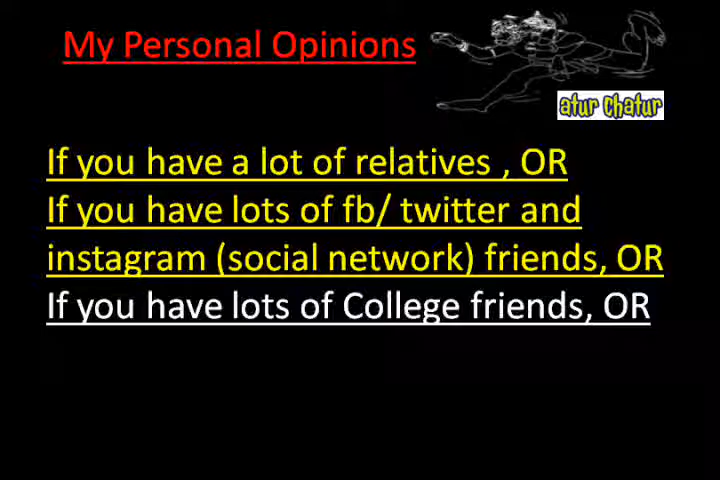 My Personal Opinions
atur chatur
If you have a lot of relatives , OR
If you have lots of fb/ twitter and
instagram (social network) friends, OR
If you have lots of College friends, OR